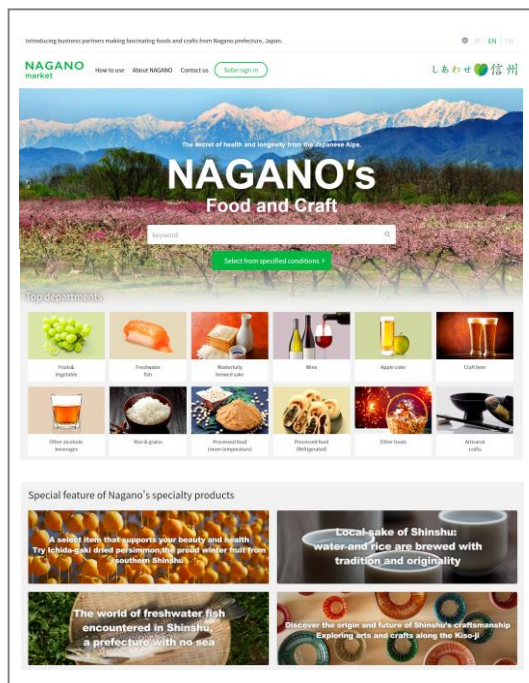 Introducing business partners making fascinating foods and crafts from Nagano prefecture, Japan.
JP | EN | CH
NAGANO
market
How to use
About NAGANO
Contact us
Seller sign in
しあわせ信州
The secret of health and longevity from the Japanese Alps.
NAGANO's
Food and Craft
keyword
Select from specified conditions >
Top departments
Fruits&
Vegetable
Freshwater
fish
Masterfully
brewed sake
Wine
Apple cider
Craft beer
Other alcoholic
beverages
Rice & grains
Processed food
(room temperature)
Processed food
(Refrigerated)
Other foods
Artisanal
crafts
Special feature of Nagano's specialty products
A select item that supports your beauty and health
Try Ichida-gaki dried persimmon,the proud winter fruit from
southern Shinshu
Local sake of Shinshu:
water and rice are brewed with
tradition and originality
The world of freshwater fish
encountered in Shinshu,
a prefecture with no sea
Discover the origin and future of Shinshu's craftsmanship
Exploring arts and crafts along the Kiso-ji